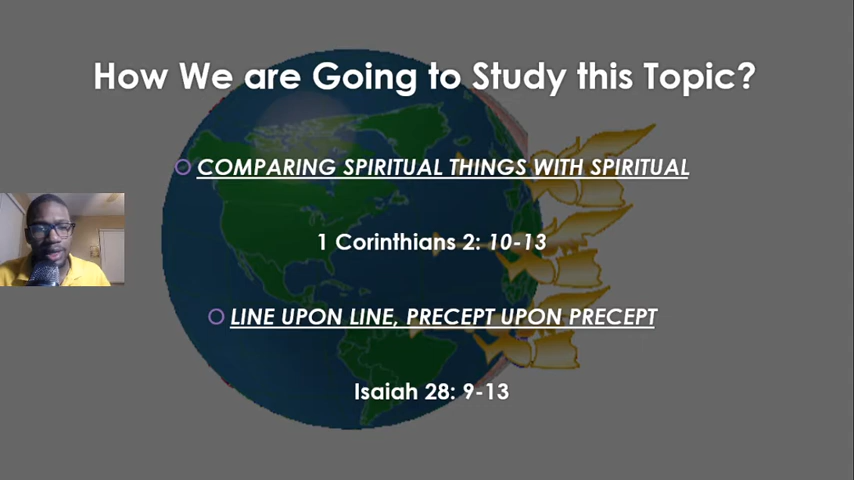 How We are Going to Study this Topic?
COMPARING SPIRITUAL THINGS WITH SPIRITUAL
1 Corinthians 2: 10-13
LINE UPON LINE, PRECEPT UPON PRECEPT
Isaiah 28: 9-13